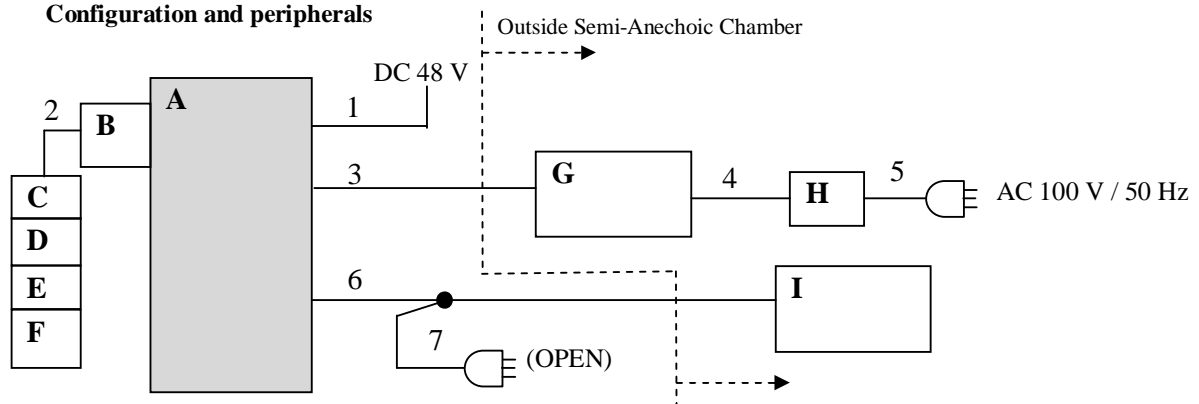 Configuration and peripherals
Outside Semi-Anechoic Chamber
DC 48 V
A
1
2
B
3
G
4
H
5
AC 100 V / 50 Hz
C
D
E
F
6
I
7
(OPEN)